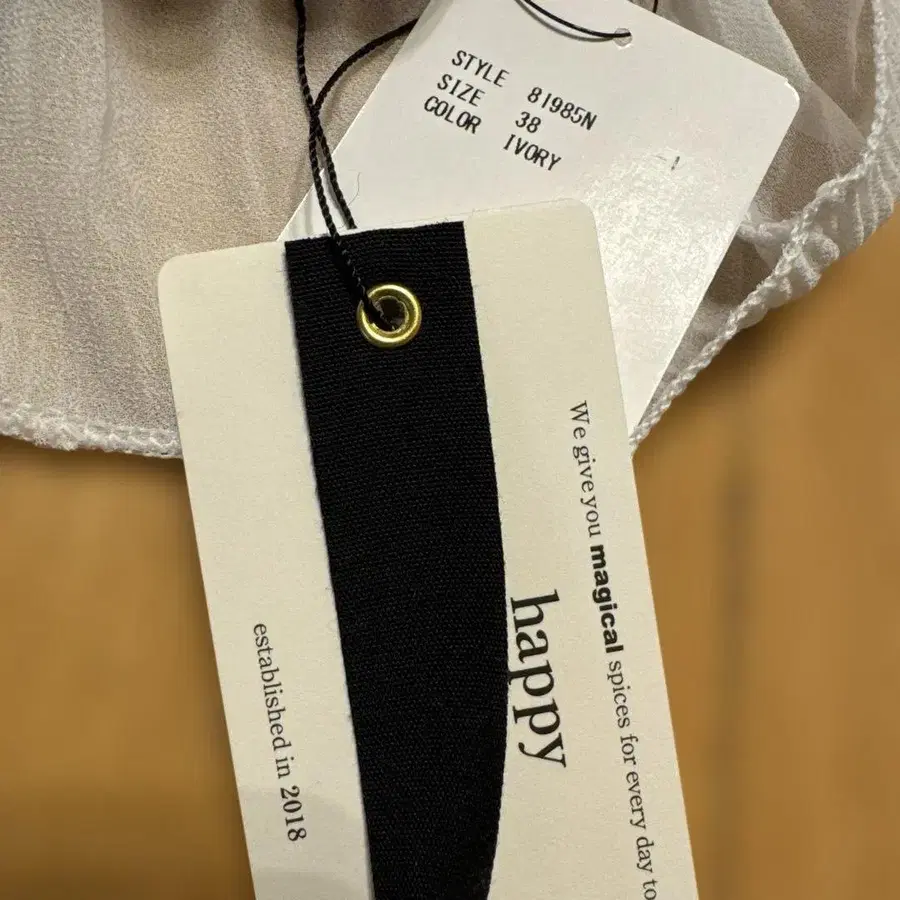 STYLE 81985N
SIZE 38
COLOR IVORY
We give you magical spices for every day to
happy
established in 2018